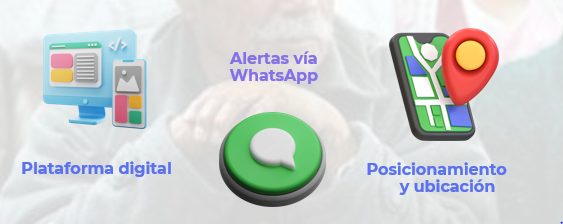 Alertas vía
WhatsApp
Plataforma digital
Posicionamiento
y ubicación